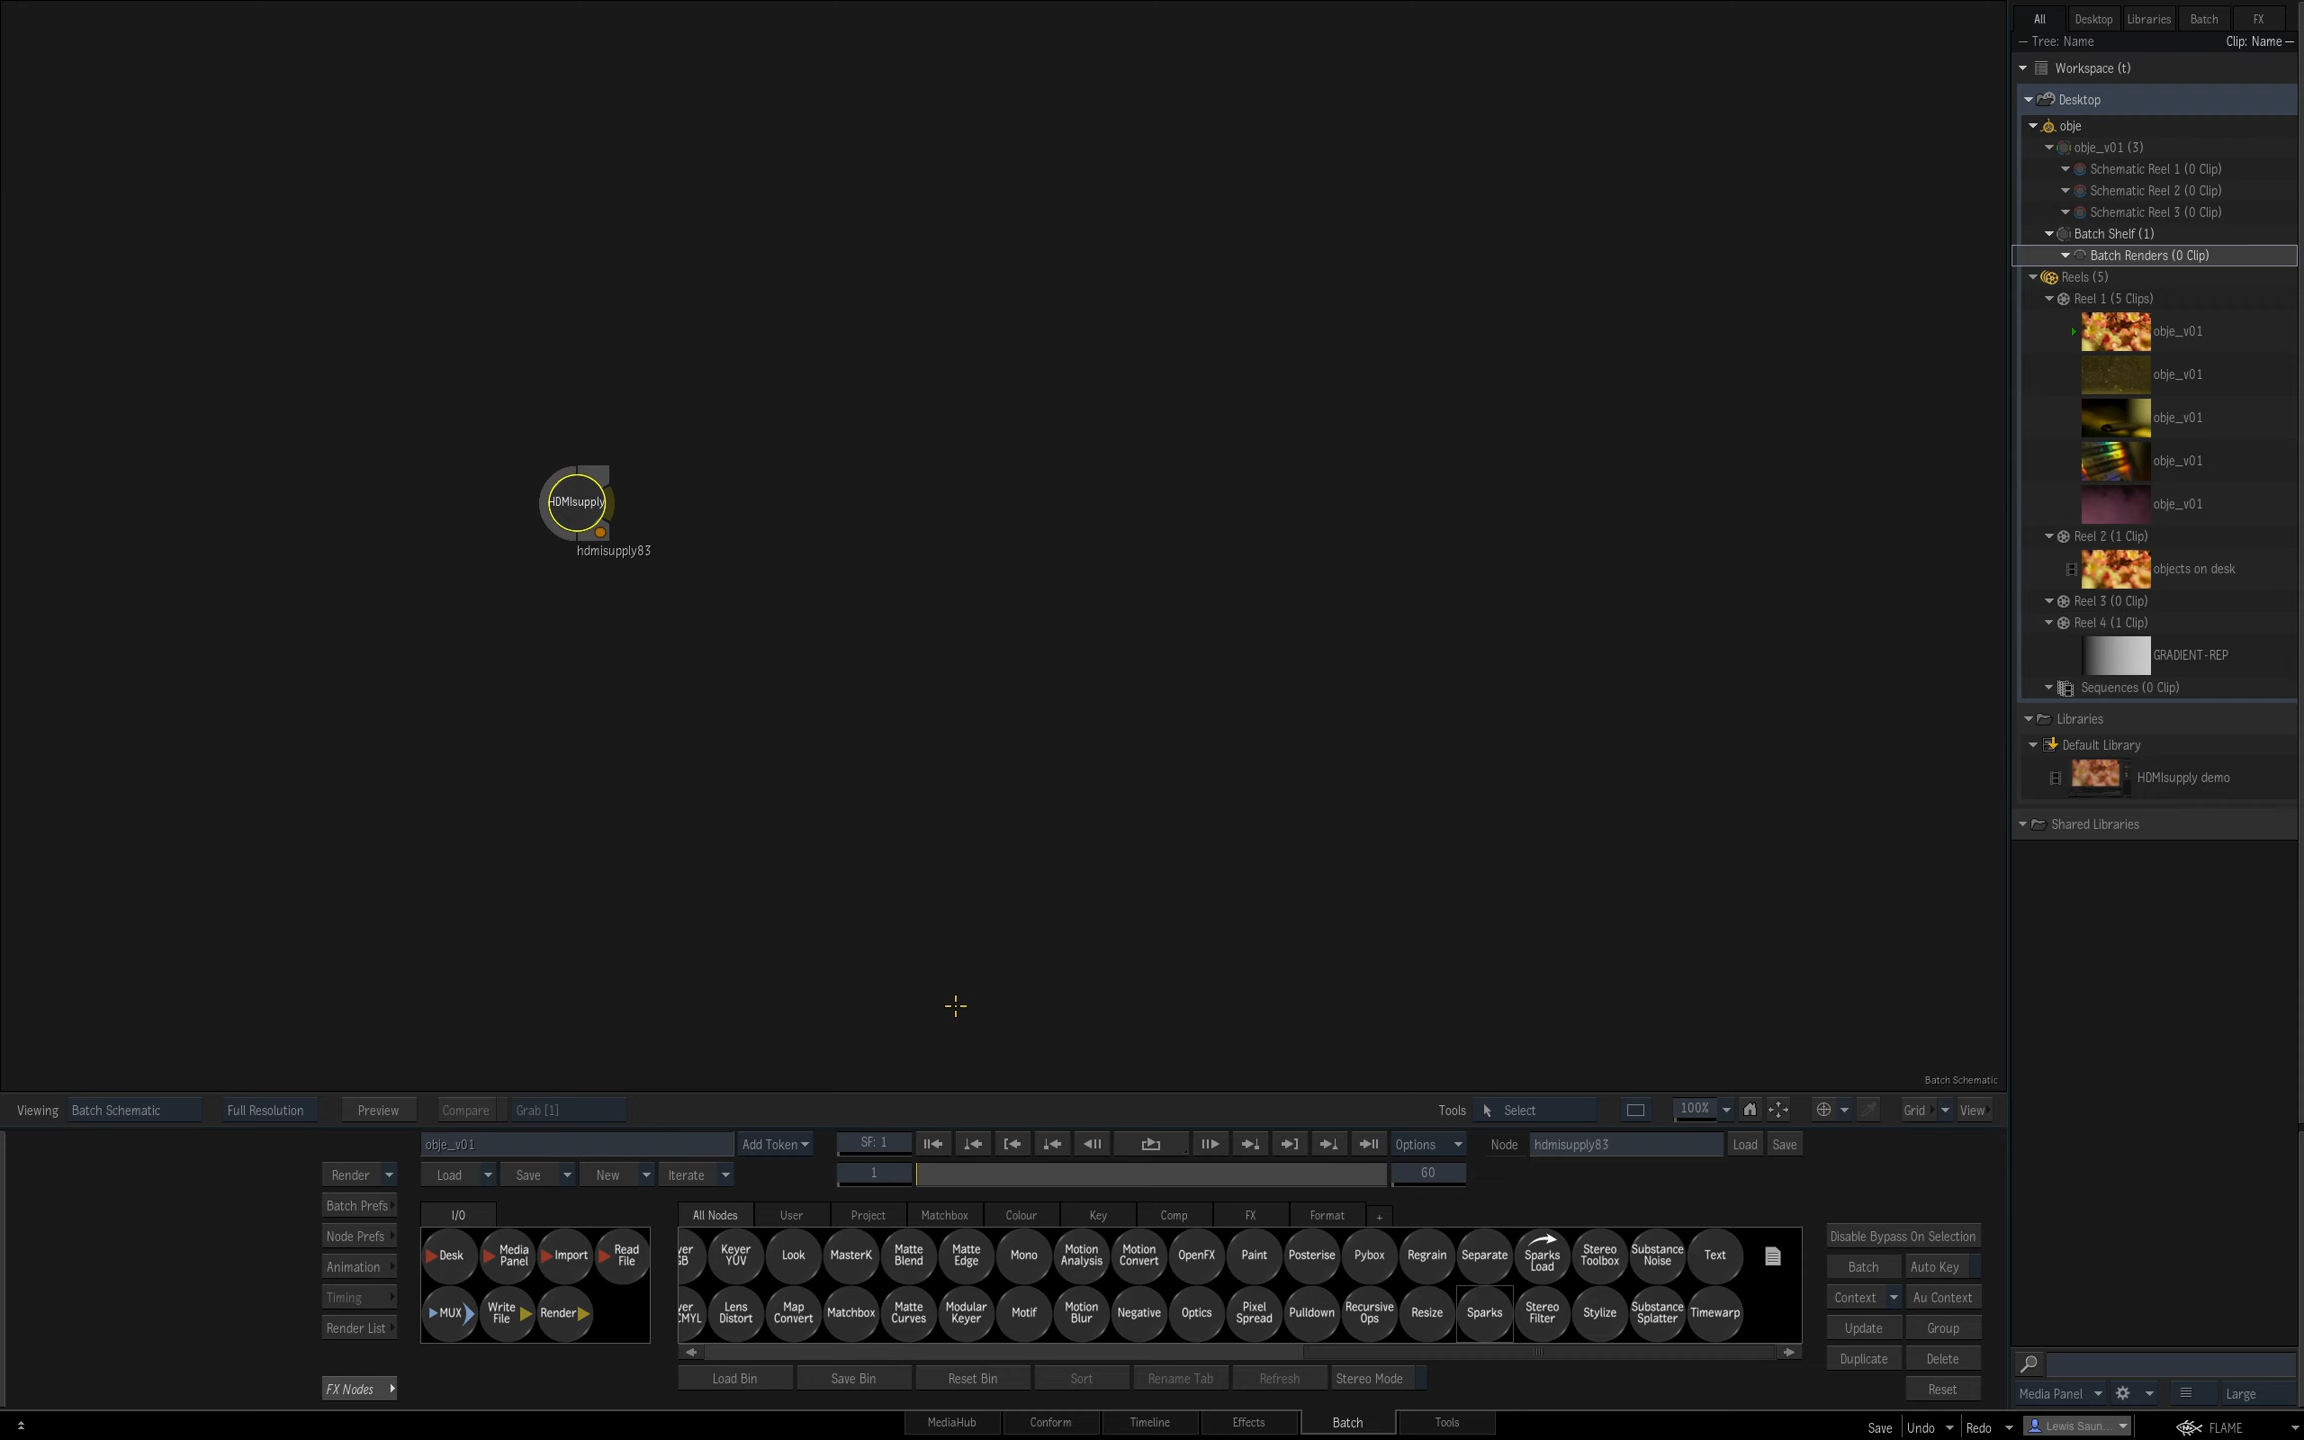 All Desktop Libraries Batch FX
Tree: Name Clip: Name
Workspace (t)
Desktop
obje
obje_v01 (3)
Schematic Reel 1 (0 Clip)
Schematic Reel 2 (0 Clip)
Schematic Reel 3 (0 Clip)
Batch Shelf (1)
Batch Renders (0 Clip)
Reels (5)
Reel 1 (5 Clips)
obje_v01
obje_v01
obje_v01
obje_v01
obje_v01
Reel 2 (1 Clip)
objects on desk
Reel 3 (0 Clip)
Reel 4 (1 Clip)
GRADIENT-REP
Sequences (0 Clip)
Libraries
Default Library
HDMIsupply demo
Shared Libraries
HDMIsupply
hdmisupply83
Batch Schematic
Viewing Batch Schematic Full Resolution Preview Compare Grab [1] Tools Select 100% Grid View
obje_v01 Add Token SF: 1 Options Node hdmisupply83 Load Save
Render Load Save New Iterate 1 60
Batch Prefs
Node Prefs
Animation
Timing
Render List
FX Nodes
I/O
Desk Media Panel Import Read File
MUX Write File Render
All Nodes User Project Matchbox Colour Key Comp FX Format +
yer GB Keyer YUV Look MasterK Matte Blend Matte Edge Mono Motion Analysis Motion Convert OpenFX Paint Posterise Pybox Regrain Separate Sparks Load Stereo Toolbox Substance Noise Text
yer CMYL Lens Distort Map Convert Matchbox Matte Curves Modular Keyer Motif Motion Blur Negative Optics Pixel Spread Pulldown Recursive Ops Resize Sparks Stereo Filter Stylize Substance Splatter Timewarp
Load Bin Save Bin Reset Bin Sort Rename Tab Refresh Stereo Mode
Disable Bypass On Selection
Batch Auto Key
Context Au Context
Update Group
Duplicate Delete
Reset
Media Panel Large
MediaHub Conform Timeline Effects Batch Tools
Save Undo Redo Lewis Saun... FLAME